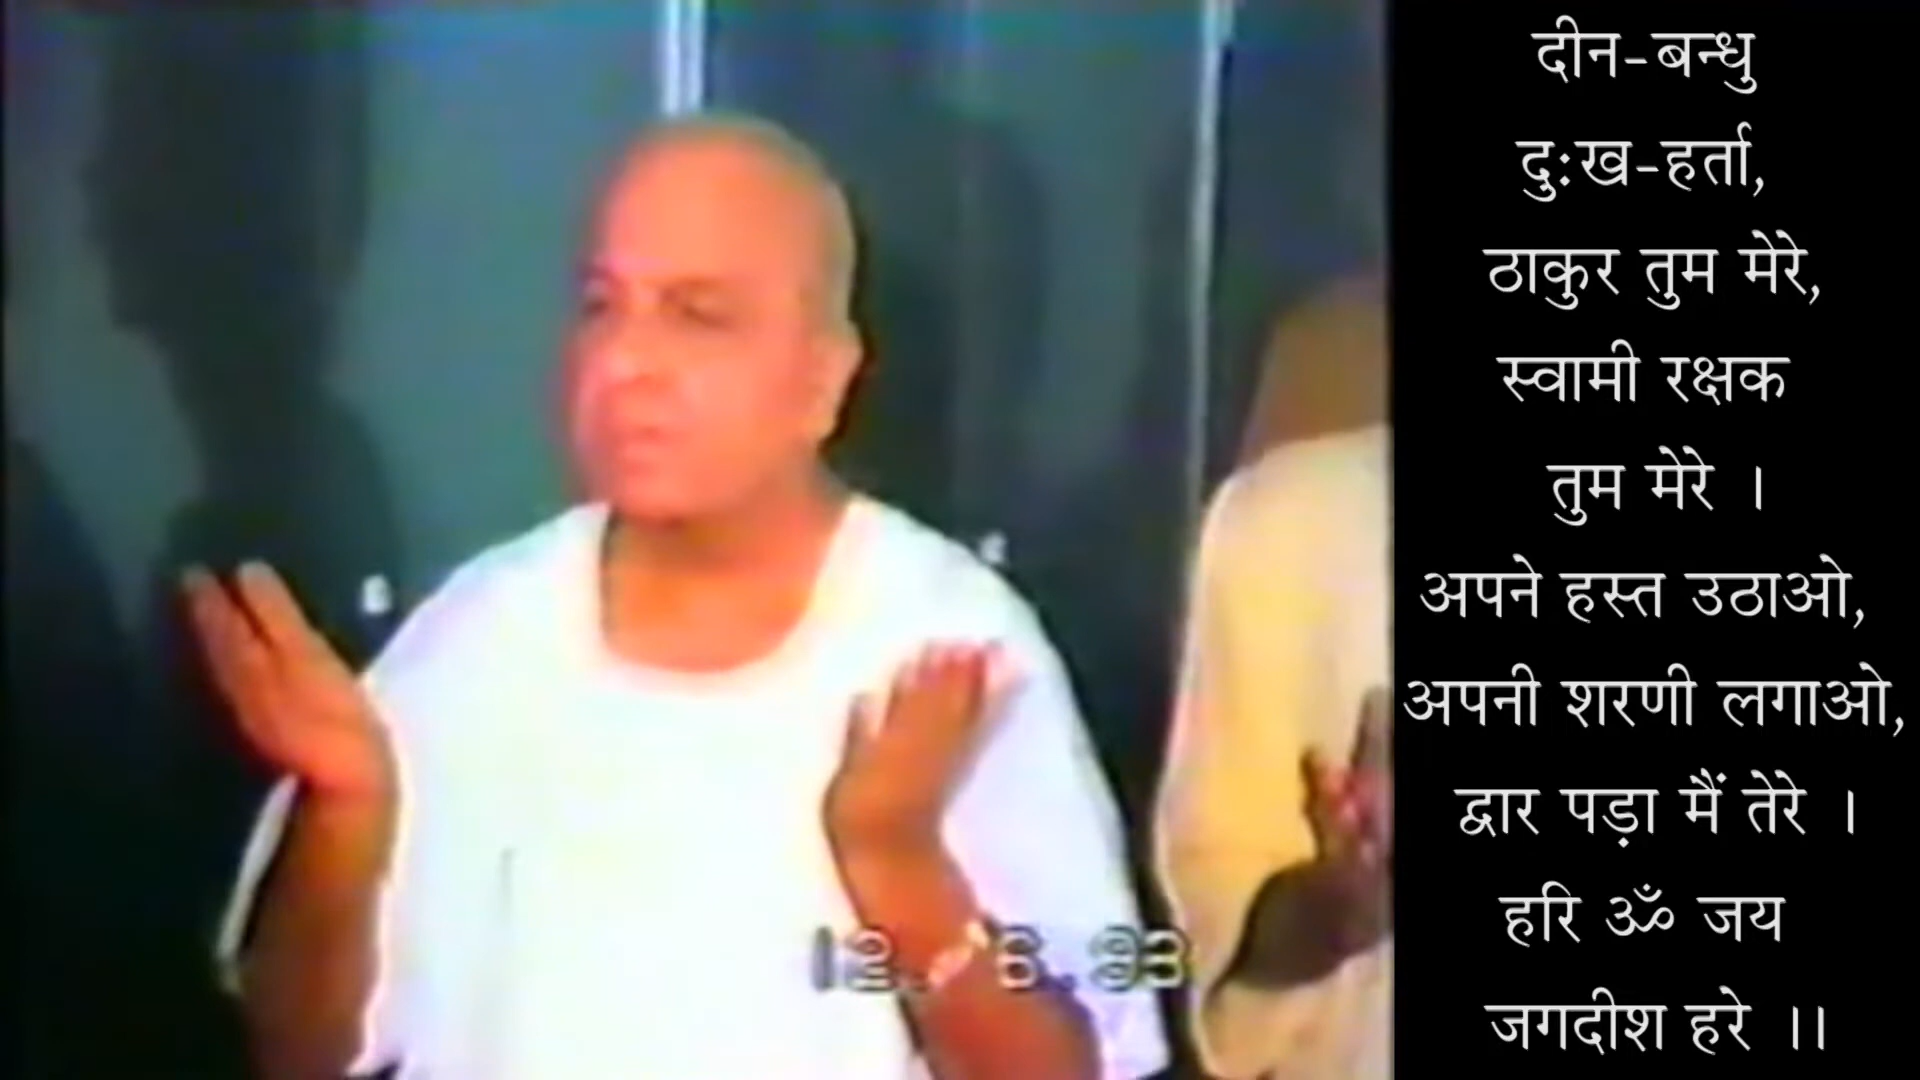 दीन-बन्धु
दुःख-हर्ता,
ठाकुर तुम मेरे,
स्वामी रक्षक
तुम मेरे ।
अपने हस्त उठाओ,
अपनी शरणी लगाओ,
द्वार पड़ा मैं तेरे ।
हरि ॐ जय
जगदीश हरे ।।
12. 6.93